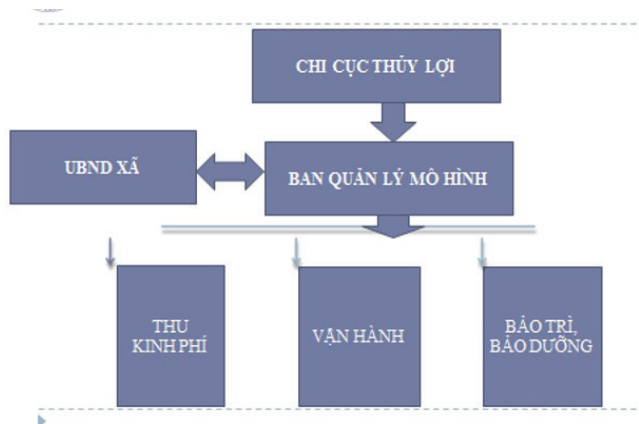 CHI CỤC THỦY LỢI
UBND XÃ
BAN QUẢN LÝ MÔ HÌNH
THU
KINH PHÍ
VẬN HÀNH
BẢO TRÌ,
BẢO DƯỠNG